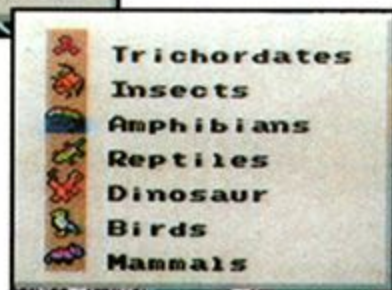 Trichordates
Insects
Amphibians
Reptiles
Dinosaur
Birds
Mammals